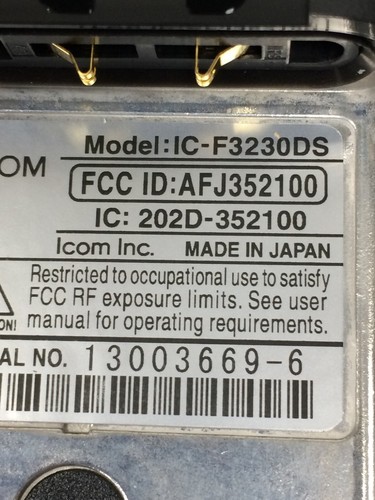 OM
Model:IC-F3230DS
FCC ID:AFJ352100
IC: 202D-352100
Icom Inc. MADE IN JAPAN
Restricted to occupational use to satisfy
FCC RF exposure limits. See user
ON! manual for operating requirements.
AL NO. 13003669-6